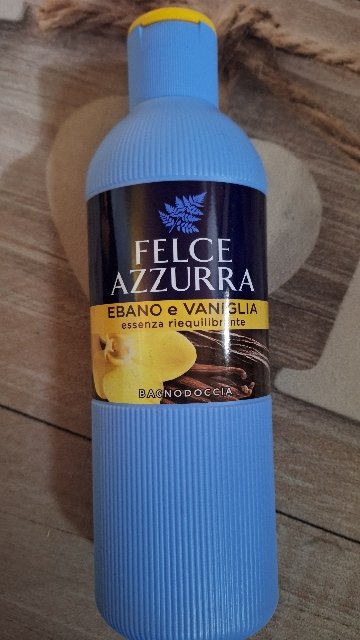 FELCE
AZZURRA
EBANO e VANIGLIA
essenza riequilibrante
BAGNODOCCIA